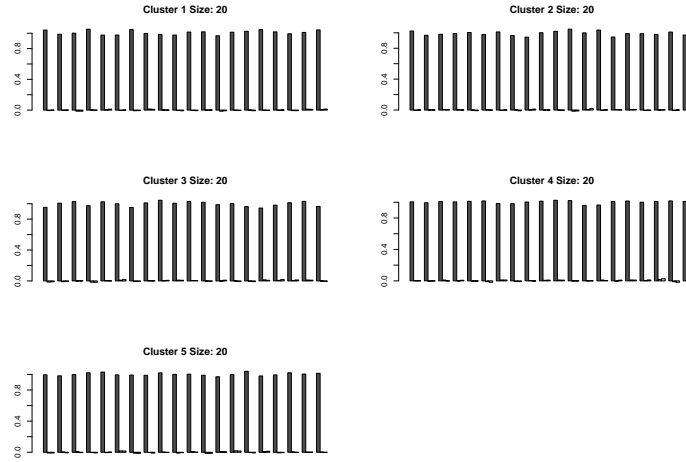 Cluster 1 Size: 20
0.0 0.4 0.8
Cluster 2 Size: 20
0.0 0.4 0.8
Cluster 3 Size: 20
0.0 0.4 0.8
Cluster 4 Size: 20
0.0 0.4 0.8
Cluster 5 Size: 20
0.0 0.4 0.8